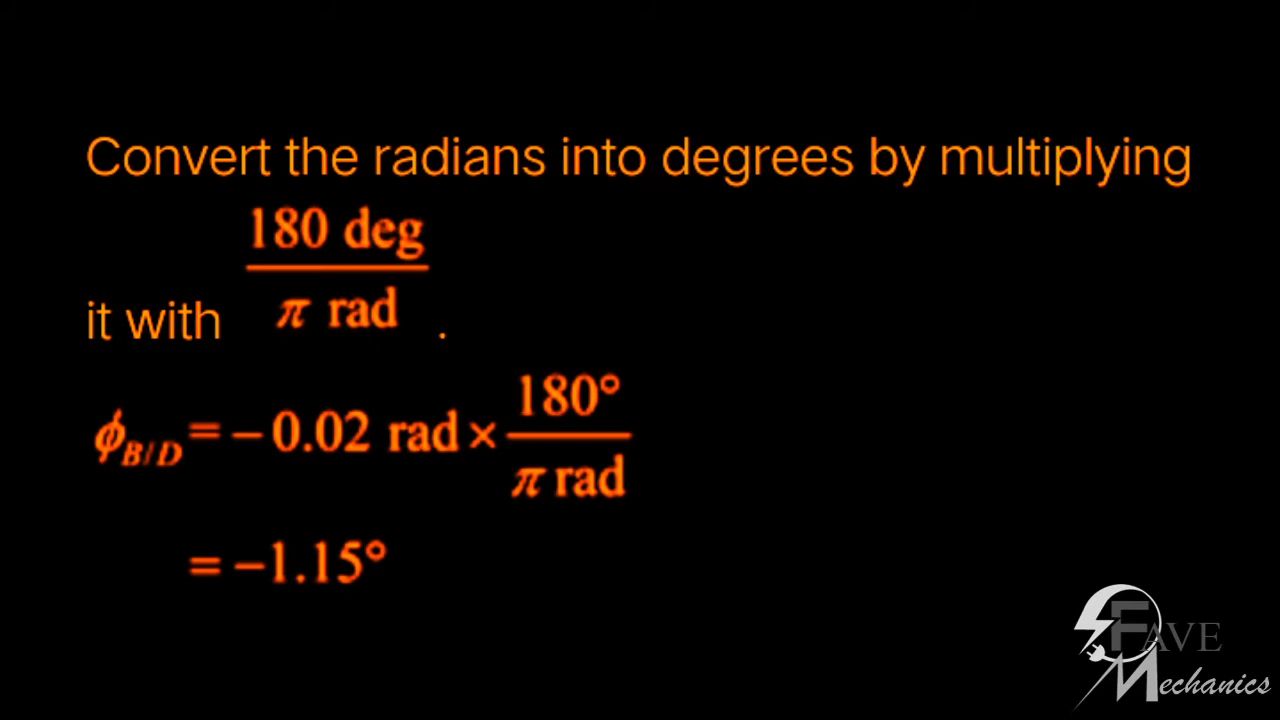 Convert the radians into degrees by multiplying
it with 180 deg / π rad .
ϕB/D = − 0.02 rad × 180° / π rad
= −1.15°
FAVE
Mechanics